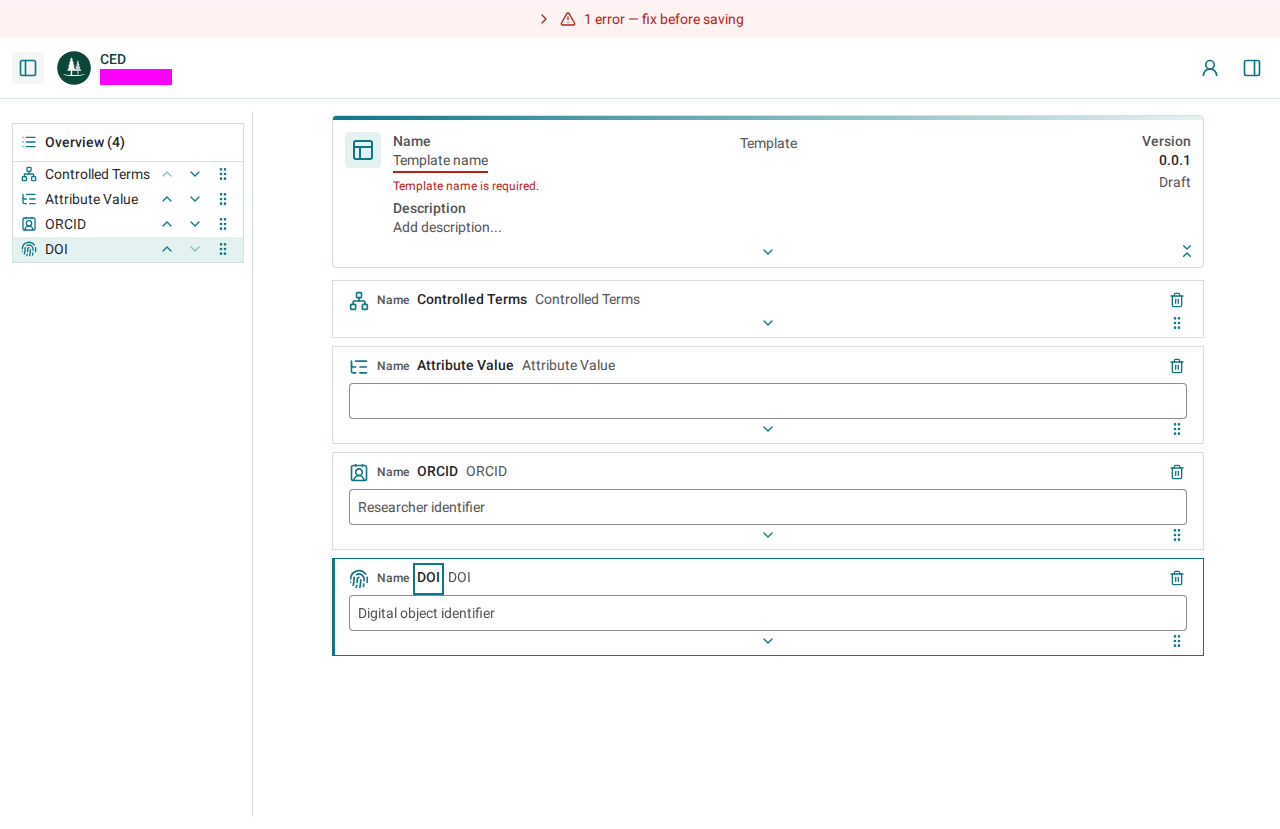 1 error — fix before saving
CED
Overview (4)
Controlled Terms
Attribute Value
ORCID
DOI
Name
Template name
Template name is required.
Description
Add description...
Template
Version
0.0.1
Draft
Name Controlled Terms Controlled Terms
Name Attribute Value Attribute Value
Name ORCID ORCID
Researcher identifier
Name DOI DOI
Digital object identifier